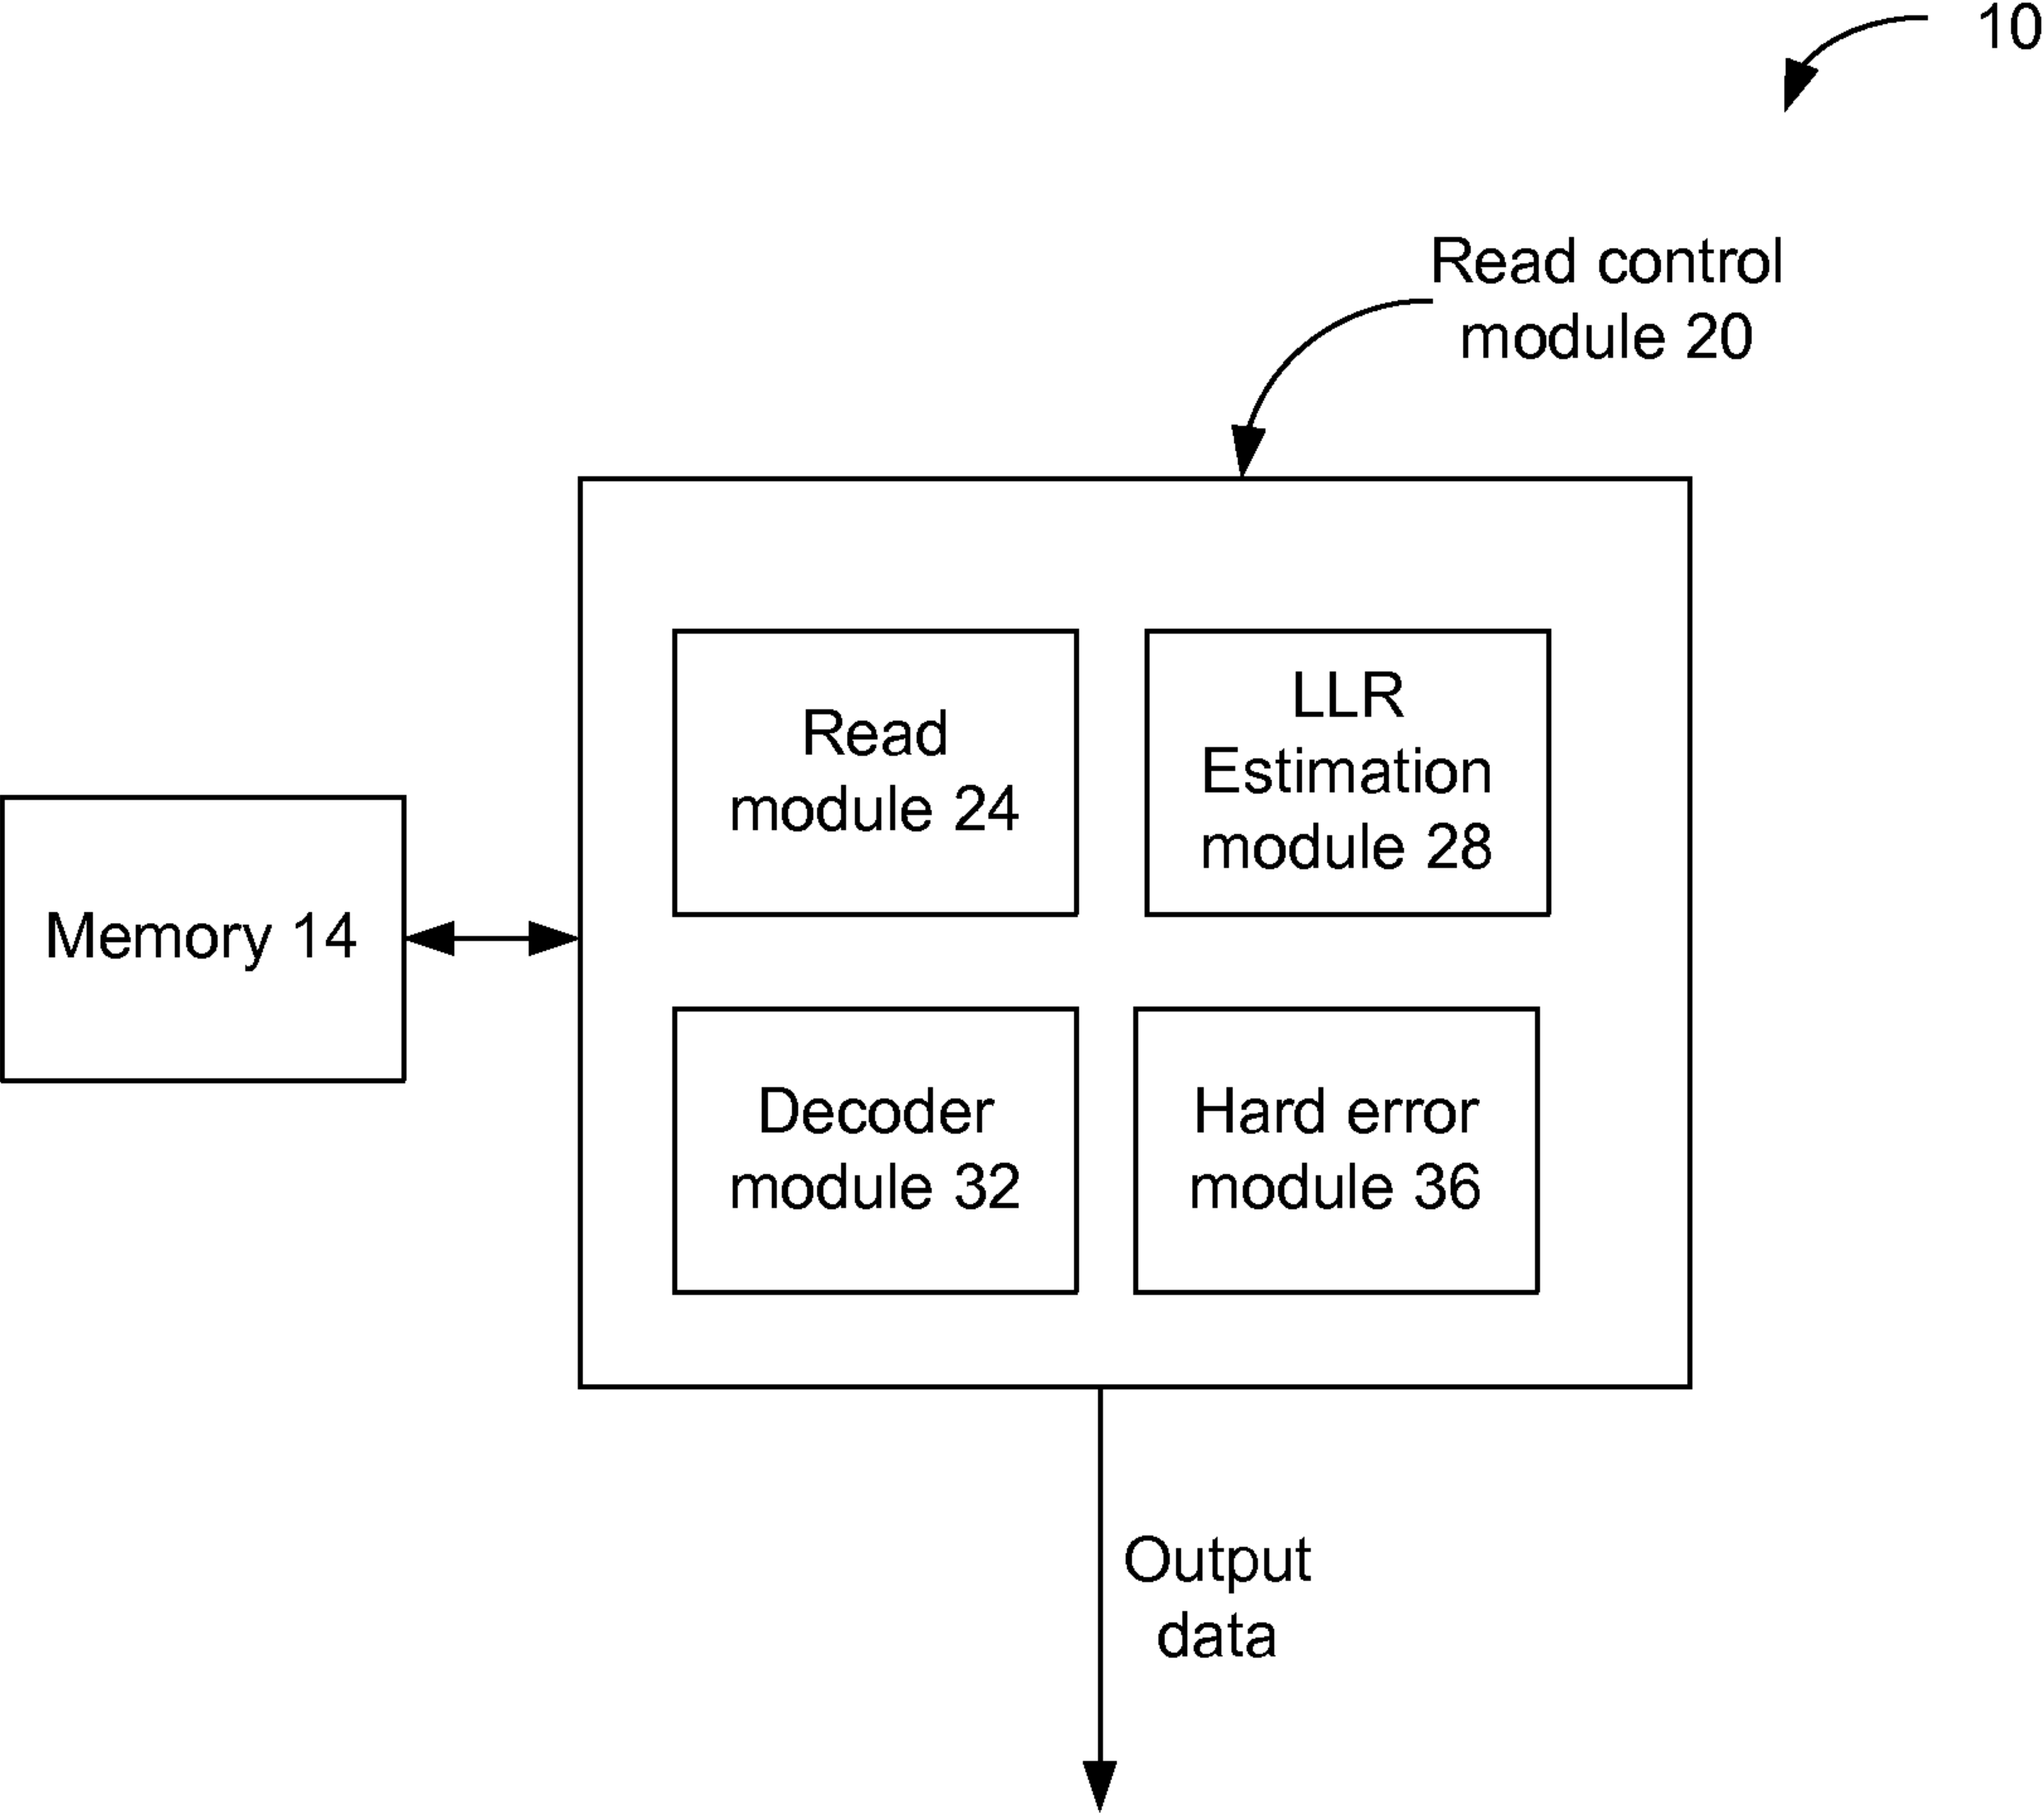 10
Read control
module 20
Read
module 24
LLR
Estimation
module 28
Memory 14
Decoder
module 32
Hard error
module 36
Output
data